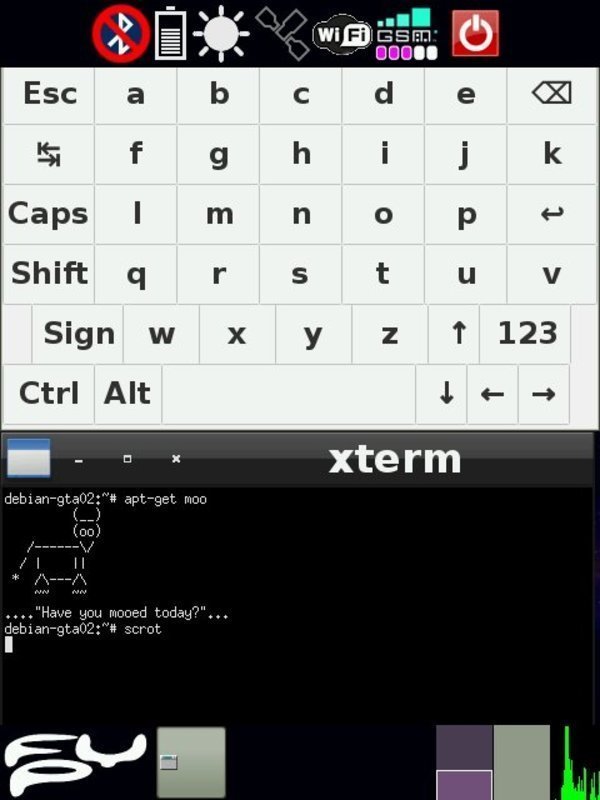 WiFi GSM
Esc a b c d e ⌫
↹ f g h i j k
Caps l m n o p ↩
Shift q r s t u v
Sign w x y z ↑ 123
Ctrl Alt ↓ ← →
- □ × xterm
debian-gta02:~# apt-get moo
         (__)
         (oo)
   /------\/
  / |    ||
 *  /\---/\
    ~~   ~~
...."Have you mooed today?"...
debian-gta02:~# scrot